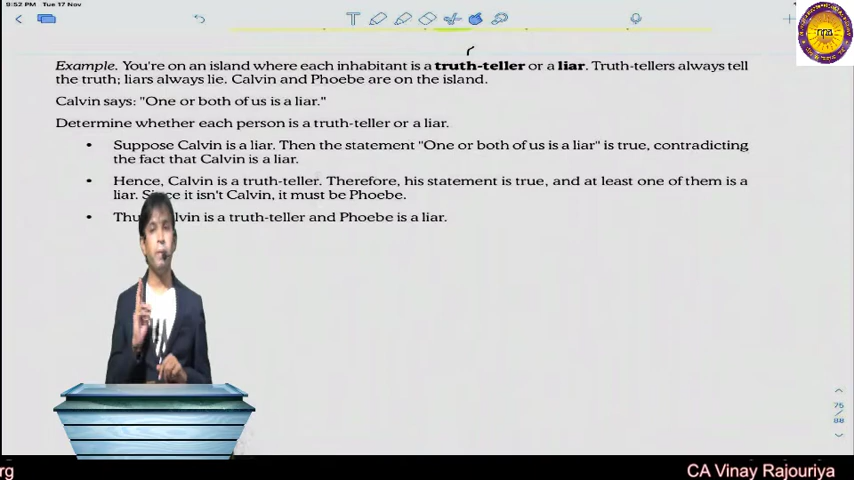 9:52 PM Tue 17 Nov
Example. You're on an island where each inhabitant is a truth-teller or a liar. Truth-tellers always tell
the truth; liars always lie. Calvin and Phoebe are on the island.
Calvin says: "One or both of us is a liar."
Determine whether each person is a truth-teller or a liar.
• Suppose Calvin is a liar. Then the statement "One or both of us is a liar" is true, contradicting
the fact that Calvin is a liar.
• Hence, Calvin is a truth-teller. Therefore, his statement is true, and at least one of them is a
liar. Since it isn't Calvin, it must be Phoebe.
• Thu lvin is a truth-teller and Phoebe is a liar.
75
/
88
rg
CA Vinay Rajouriya